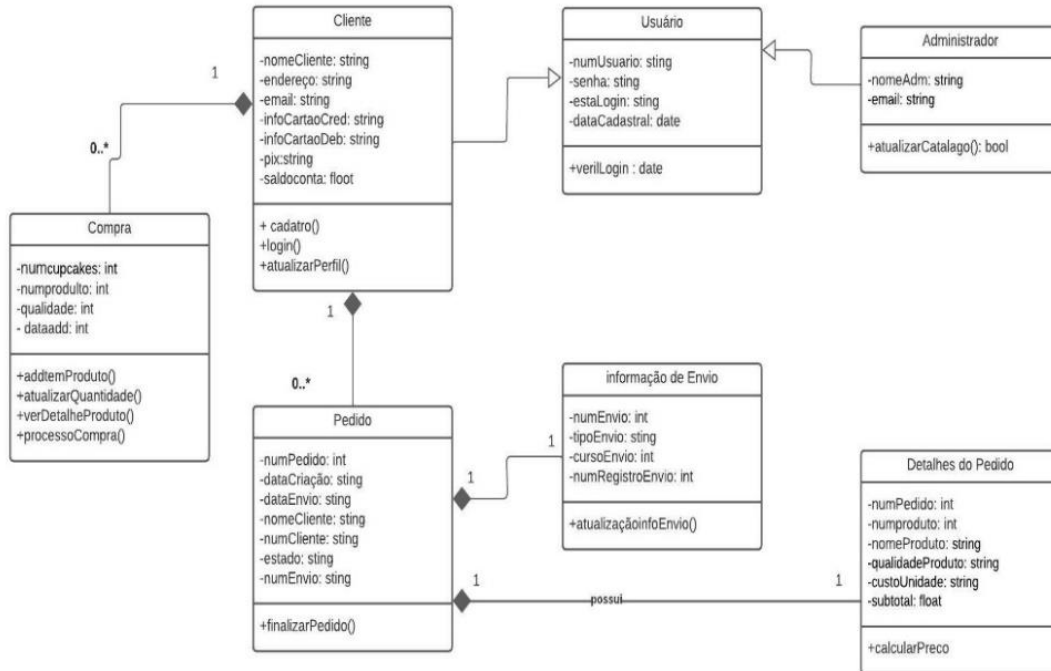 Cliente
-nomeCliente: string
-endereço: string
-email: string
-infoCartaoCred: string
-infoCartaoDeb: string
-pix:string
-saldoconta: floot
+ cadatro()
+login()
+atualizarPerfil()
Usuário
-numUsuario: sting
-senha: sting
-estaLogin: sting
-dataCadastral: date
+verilLogin : date
Administrador
-nomeAdm: string
-email: string
+atualizarCatalago(): bool
1
0..*
Compra
-numcupcakes: int
-numprodulto: int
-qualidade: int
- dataadd: int
+addtemProduto()
+atualizarQuantidade()
+verDetalheProduto()
+processoCompra()
1
0..*
Pedido
-numPedido: int
-dataCriação: sting
-dataEnvio: sting
-nomeCliente: sting
-numCliente: sting
-estado: sting
-numEnvio: sting
+finalizarPedido()
1
1
informação de Envio
-numEnvio: int
-tipoEnvio: sting
-cursoEnvio: int
-numRegistroEnvio: int
+atualizaçãoinfoEnvio()
1
possui
1
Detalhes do Pedido
-numPedido: int
-numproduto: int
-nomeProduto: string
-qualidadeProduto: string
-custoUnidade: string
-subtotal: float
+calcularPreco